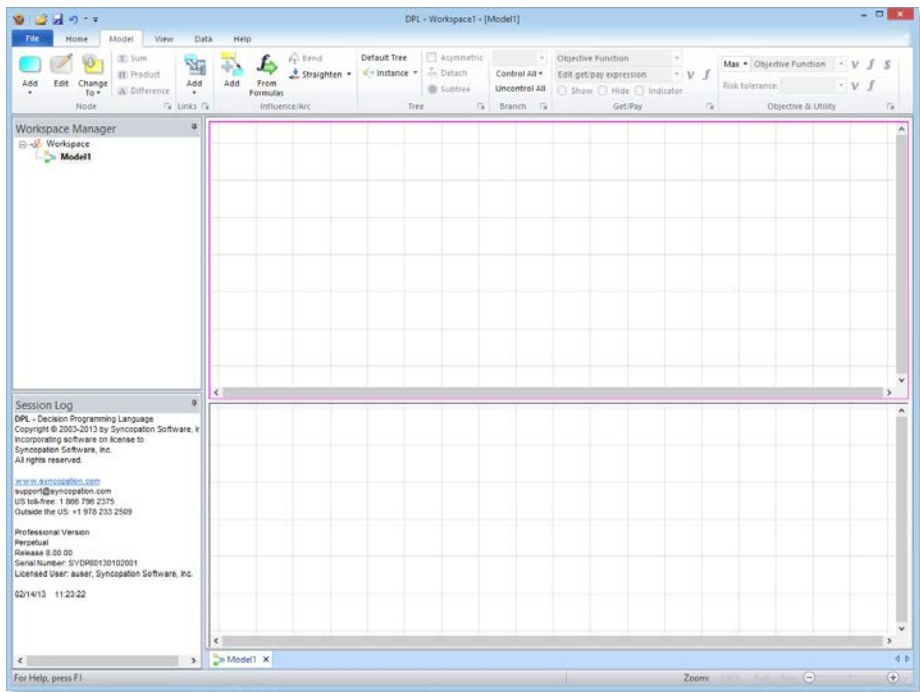 DPL - Workspace1 - [Model1]
File Home Model View Data Help
Sum
Product
Difference
Add Edit Change To
Add
Node
Links
Add From Formulas
Bend
Straighten
Influence/Arc
Default Tree
Instance
Asymmetric
Detach
Subtree
Tree
Control All
Uncontrol All
Branch
Objective Function
Edit get/pay expression
Show Hide Indicator
Get/Pay
Max Objective Function
Risk tolerance:
Objective & Utility
Workspace Manager
Workspace
Model1
Session Log
DPL - Decision Programming Language
Copyright © 2003-2013 by Syncopation Software, I
Incorporating software on license to
Syncopation Software, Inc.
All rights reserved.
www.syncopation.com
support@syncopation.com
US toll-free: 1 866 796 2375
Outside the US: +1 978 233 2509
Professional Version
Perpetual
Release 8.00.00
Serial Number: SYDP80130102001
Licensed User: auser, Syncopation Software, Inc.
02/14/13 11:23:22
Model1
For Help, press F1
Zoom: